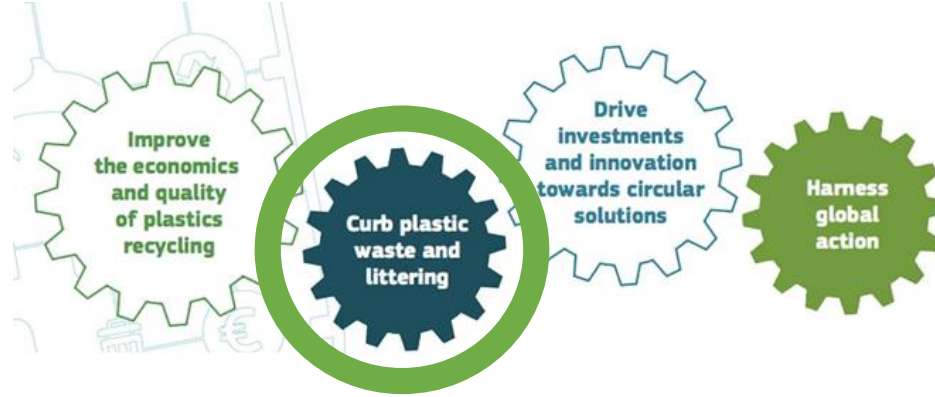 Improve
the economics
and quality
of plastics
recycling
Curb plastic
waste and
littering
Drive
investments
and innovation
towards circular
solutions
Harness
global
action